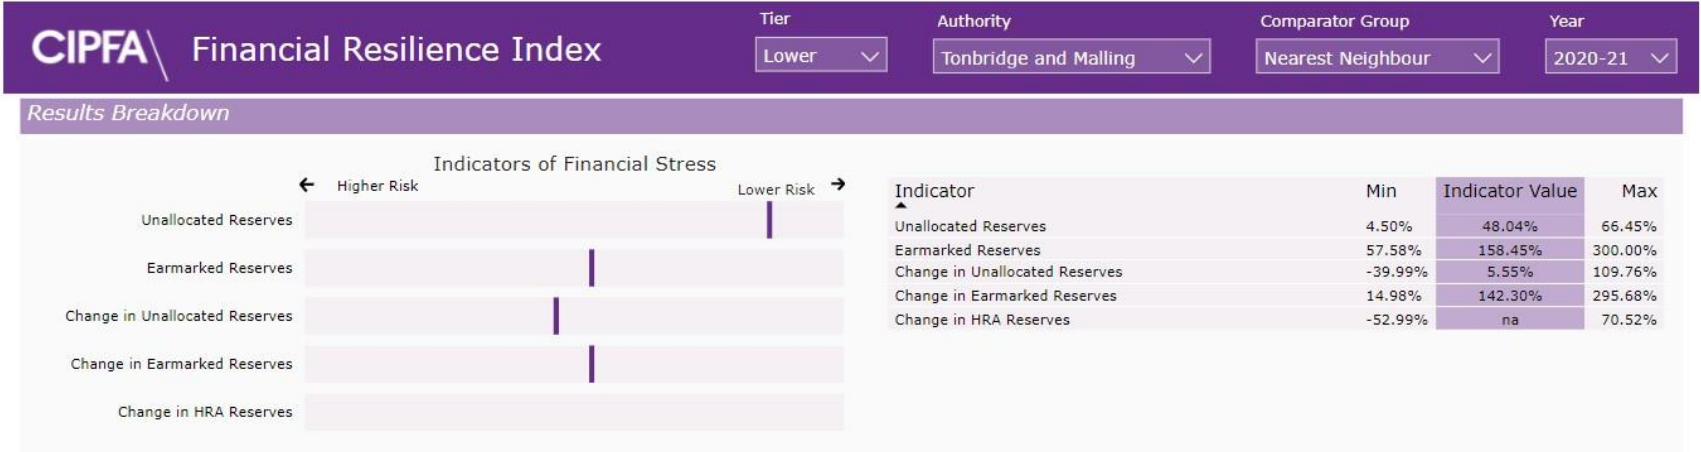 CIPFA
Financial Resilience Index
Tier
Lower
Authority
Tonbridge and Malling
Comparator Group
Nearest Neighbour
Year
2020-21
Results Breakdown
Indicators of Financial Stress
Higher Risk
Lower Risk
Unallocated Reserves
Earmarked Reserves
Change in Unallocated Reserves
Change in Earmarked Reserves
Change in HRA Reserves
Indicator Min Indicator Value Max
Unallocated Reserves 4.50% 48.04% 66.45%
Earmarked Reserves 57.58% 158.45% 300.00%
Change in Unallocated Reserves -39.99% 5.55% 109.76%
Change in Earmarked Reserves 14.98% 142.30% 295.68%
Change in HRA Reserves -52.99% na 70.52%